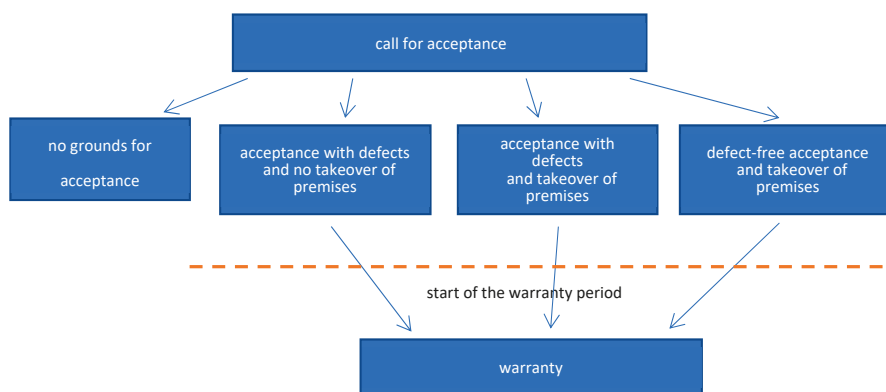 call for acceptance
no grounds for
acceptance
acceptance with defects
and no takeover of
premises
acceptance with
defects
and takeover of
premises
defect-free acceptance
and takeover of
premises
start of the warranty period
warranty